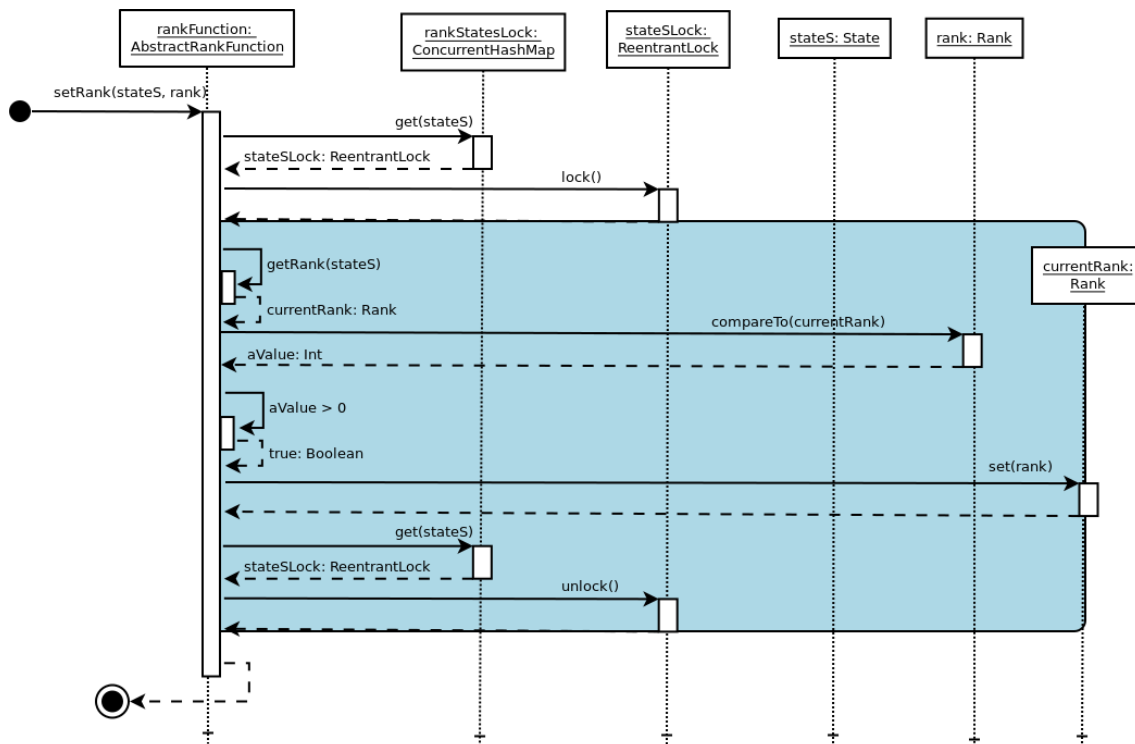 rankFunction:
AbstractRankFunction
rankStatesLock:
ConcurrentHashMap
stateSLock:
ReentrantLock
stateS: State
rank: Rank
setRank(stateS, rank)
get(stateS)
stateSLock: ReentrantLock
lock()
getRank(stateS)
currentRank:
Rank
currentRank: Rank
compareTo(currentRank)
aValue: Int
aValue > 0
true: Boolean
set(rank)
get(stateS)
stateSLock: ReentrantLock
unlock()